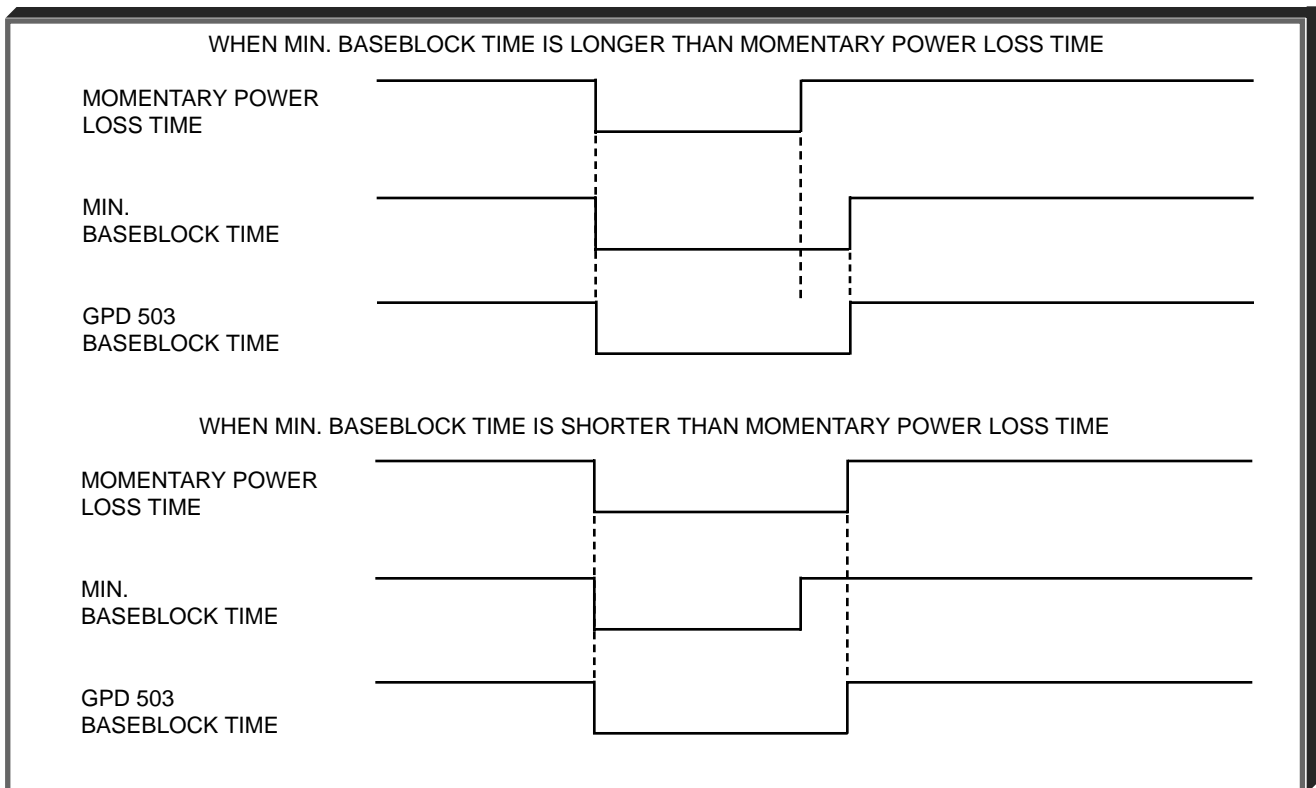 WHEN MIN. BASEBLOCK TIME IS LONGER THAN MOMENTARY POWER LOSS TIME
MOMENTARY POWER
LOSS TIME
MIN.
BASEBLOCK TIME
GPD 503
BASEBLOCK TIME
WHEN MIN. BASEBLOCK TIME IS SHORTER THAN MOMENTARY POWER LOSS TIME
MOMENTARY POWER
LOSS TIME
MIN.
BASEBLOCK TIME
GPD 503
BASEBLOCK TIME